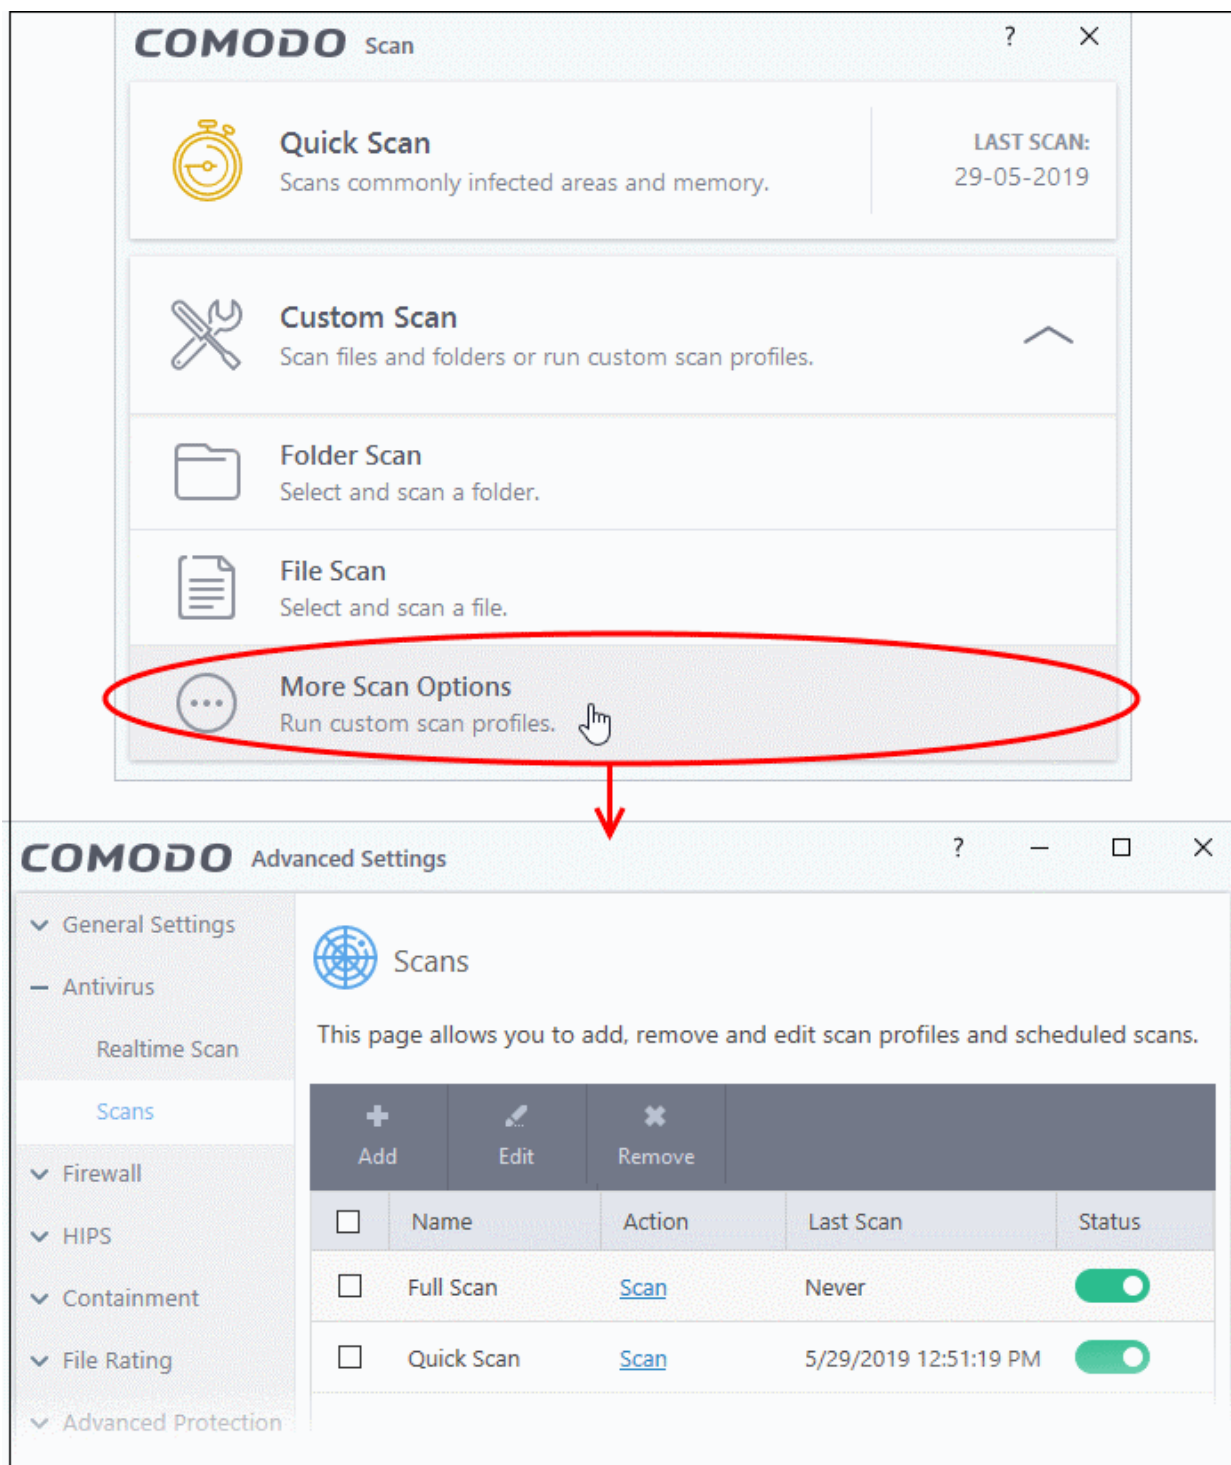 COMODO Scan ?
Quick Scan
Scans commonly infected areas and memory.
LAST SCAN:
29-05-2019
Custom Scan
Scan files and folders or run custom scan profiles.
Folder Scan
Select and scan a folder.
File Scan
Select and scan a file.
More Scan Options
Run custom scan profiles.
COMODO Advanced Settings ?
General Settings
Antivirus
Realtime Scan
Scans
Firewall
HIPS
Containment
File Rating
Advanced Protection
Scans
This page allows you to add, remove and edit scan profiles and scheduled scans.
Add Edit Remove
Name Action Last Scan Status
Full Scan Scan Never
Quick Scan Scan 5/29/2019 12:51:19 PM